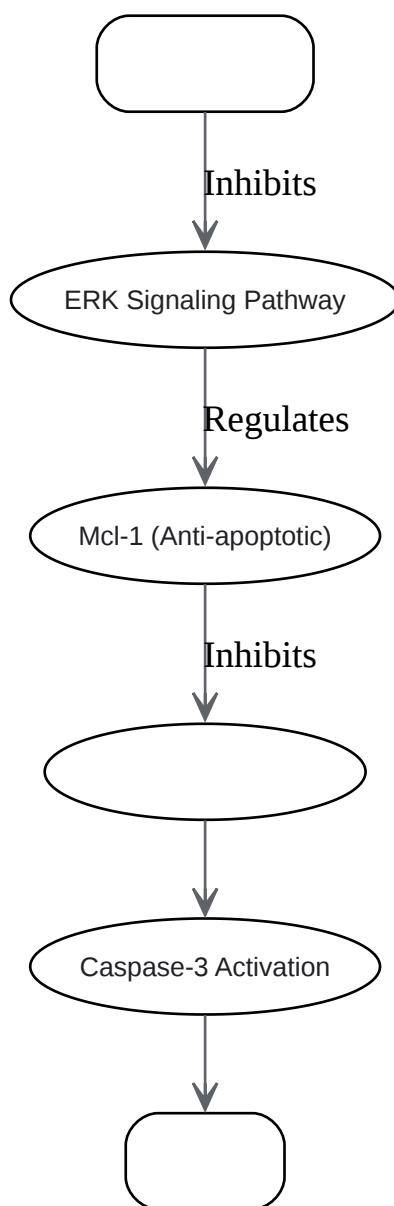 Inhibits
ERK Signaling Pathway
Regulates
Mcl-1 (Anti-apoptotic)
Inhibits
Caspase-3 Activation